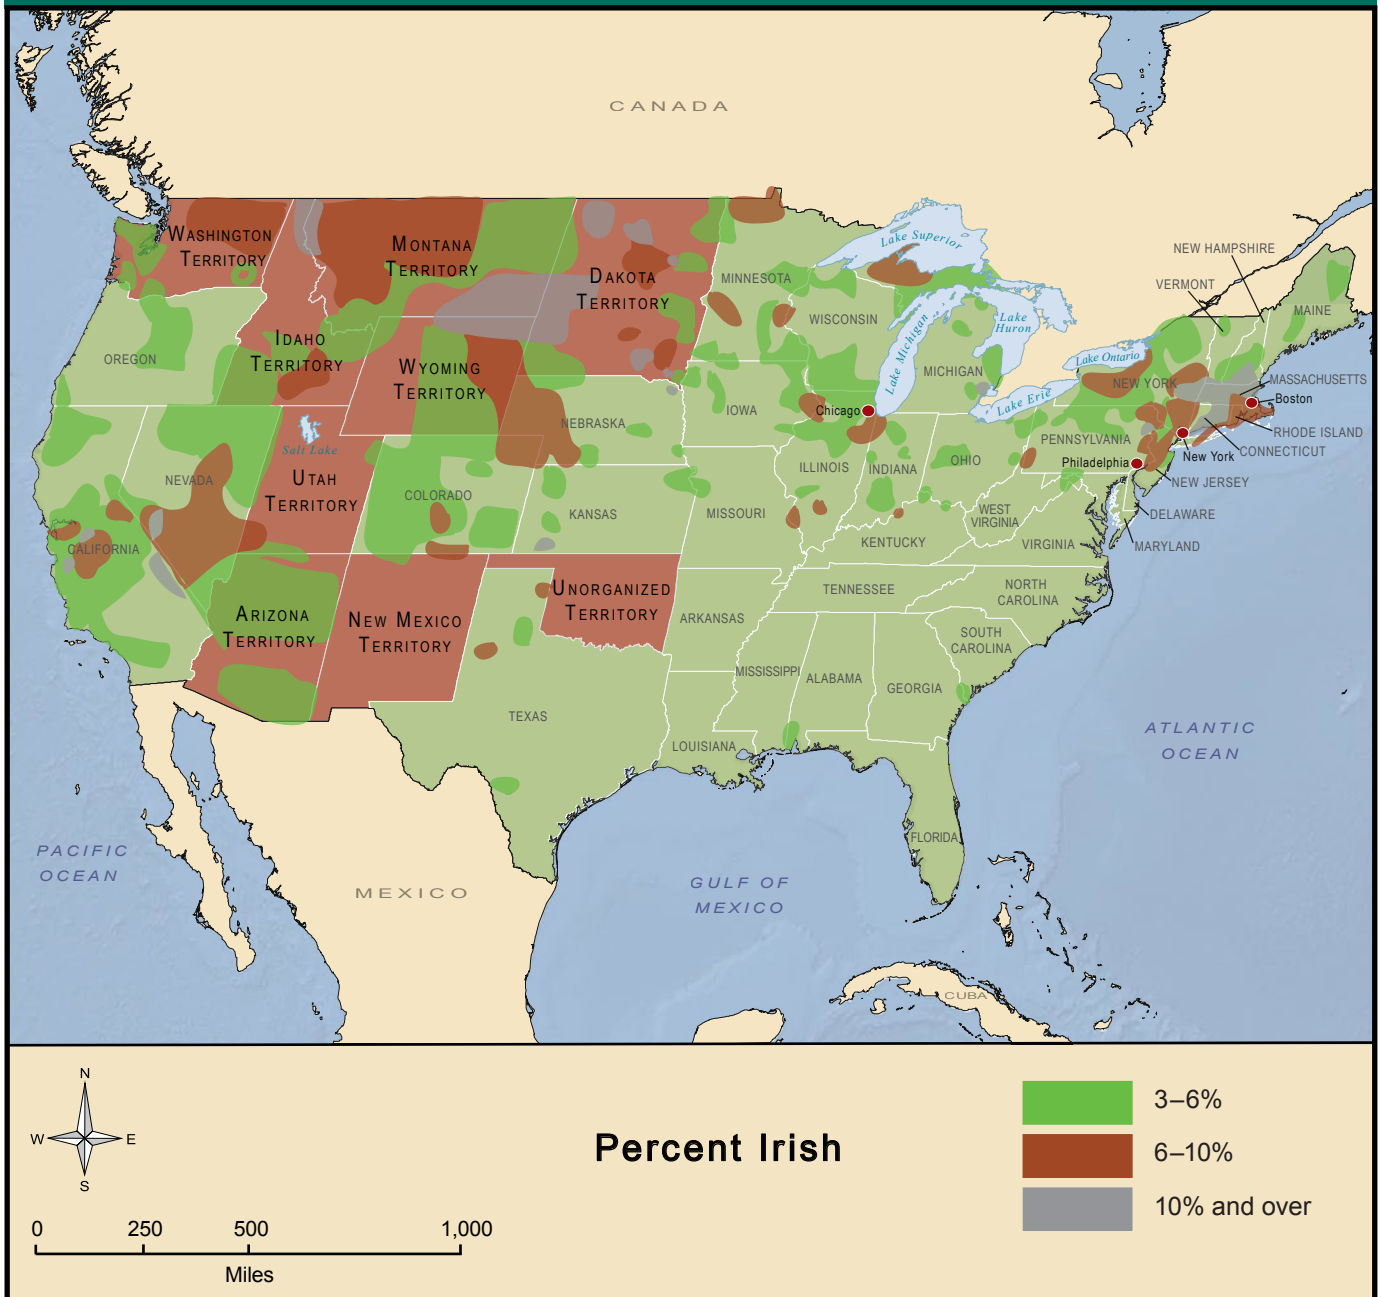 CANADA
NEW HAMPSHIRE
VERMONT
Lake Superior
WASHINGTON
TERRITORY
MONTANA
TERRITORY
DAKOTA
TERRITORY
MINNESOTA
WISCONSIN
Lake Michigan
Lake
Huron
MAINE
OREGON
IDAHO
TERRITORY
WYOMING
TERRITORY
MICHIGAN
Lake Ontario
Lake Erie
NEW YORK
MASSACHUSETTS
Boston
RHODE ISLAND
CONNECTICUT
New York
Chicago
IOWA
NEBRASKA
Salt Lake
PENNSYLVANIA
Philadelphia
NEW JERSEY
DELAWARE
MARYLAND
NEVADA
UTAH
TERRITORY
COLORADO
KANSAS
MISSOURI
ILLINOIS
INDIANA
OHIO
WEST
VIRGINIA
VIRGINIA
KENTUCKY
CALIFORNIA
ARIZONA
TERRITORY
NEW MEXICO
TERRITORY
UNORGANIZED
TERRITORY
ARKANSAS
TENNESSEE
NORTH
CAROLINA
SOUTH
CAROLINA
MISSISSIPPI
ALABAMA
GEORGIA
TEXAS
LOUISIANA
FLORIDA
ATLANTIC
OCEAN
PACIFIC
OCEAN
MEXICO
GULF OF
MEXICO
CUBA
N
W E
S
Percent Irish
3–6%
6–10%
10% and over
0 250 500 1,000
Miles